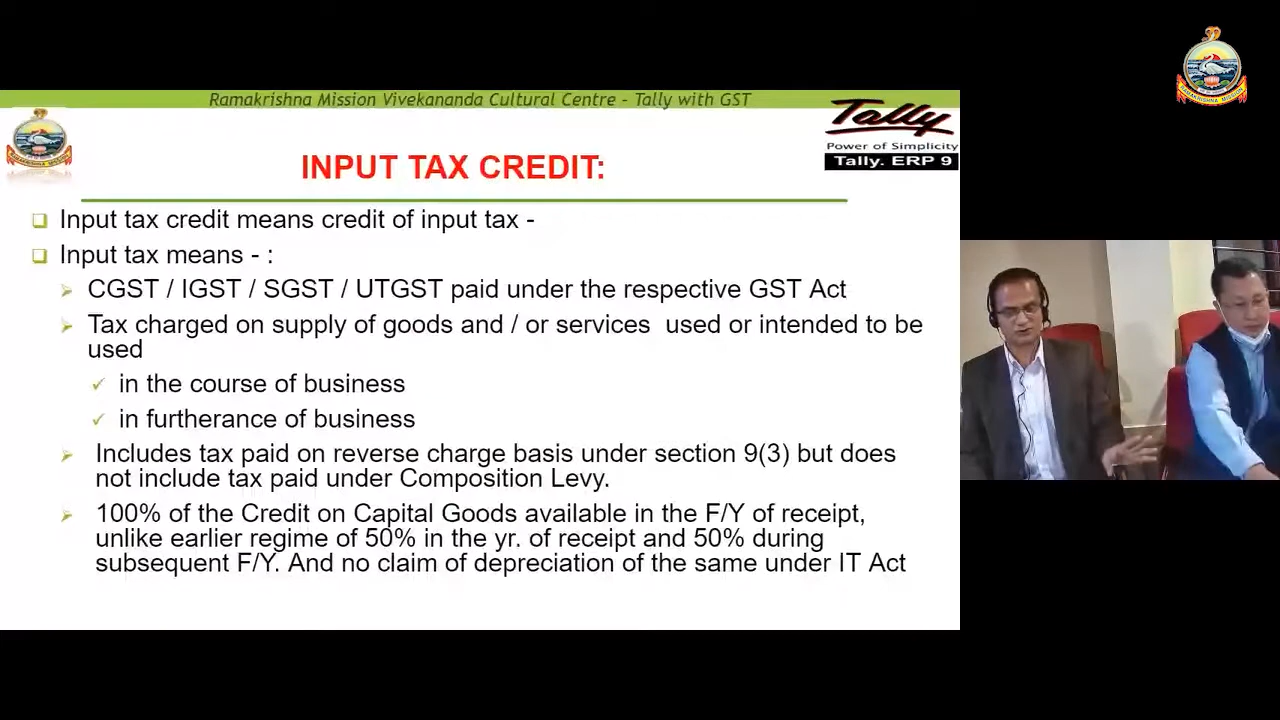 Ramakrishna Mission Vivekananda Cultural Centre - Tally with GST
Tally
Power of Simplicity
Tally. ERP 9
RAMAKRISHNA MISSION
INPUT TAX CREDIT:
Input tax credit means credit of input tax -
Input tax means - :
CGST / IGST / SGST / UTGST paid under the respective GST Act
Tax charged on supply of goods and / or services used or intended to be
used
in the course of business
in furtherance of business
Includes tax paid on reverse charge basis under section 9(3) but does
not include tax paid under Composition Levy.
100% of the Credit on Capital Goods available in the F/Y of receipt,
unlike earlier regime of 50% in the yr. of receipt and 50% during
subsequent F/Y. And no claim of depreciation of the same under IT Act